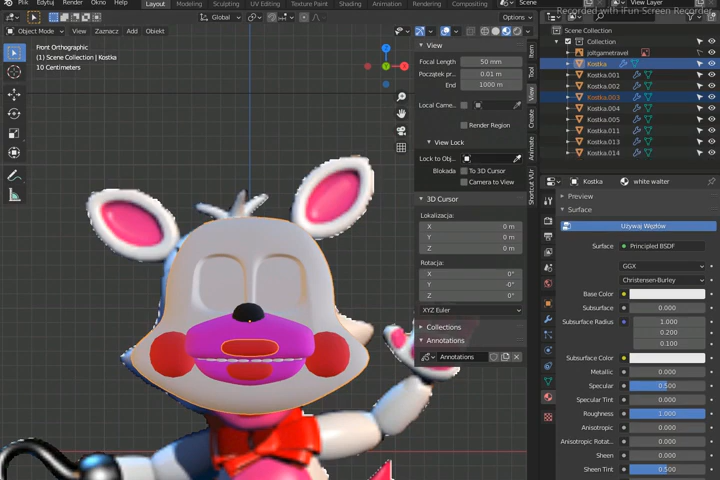 Plik Edytuj Render Okno Pomoc Layout Modeling Sculpting UV Editing Texture Paint Shading Animation Rendering Compositing
Recorded with iFun Screen Recorder
Global
Options
Object Mode View Zaznacz Add Obiekt
Front Orthographic
(1) Scene Collection | Kostka
10 Centimeters
Z
Y
X
View
Focal Length 50 mm
Początek pr... 0.01 m
End 1000 m
Local Came...
Render Region
View Lock
Lock to Obj...
Blokada To 3D Cursor
Camera to View
3D Cursor
Lokalizacja:
X 0 m
Y 0 m
Z 0 m
Rotacja:
X 0°
Y -0°
Z 0°
XYZ Euler
Collections
Annotations
Annotations
Item
Tool
View
Create
Animate
Shortcut VUr
Scene Collection
Collection
joltgametravel
Kostka
Kostka.001
Kostka.002
Kostka.003
Kostka.004
Kostka.005
Kostka.011
Kostka.013
Kostka.014
Kostka white walter
Preview
Surface
Używaj Węzłów
Surface Principled BSDF
GGX
Christensen-Burley
Base Color
Subsurface 0.000
Subsurface Radius 1.000
0.200
0.100
Subsurface Color
Metallic 0.000
Specular 0.500
Specular Tint 0.000
Roughness 1.000
Anisotropic 0.000
Anisotropic Rotat... 0.000
Sheen 0.000
Sheen Tint 0.500